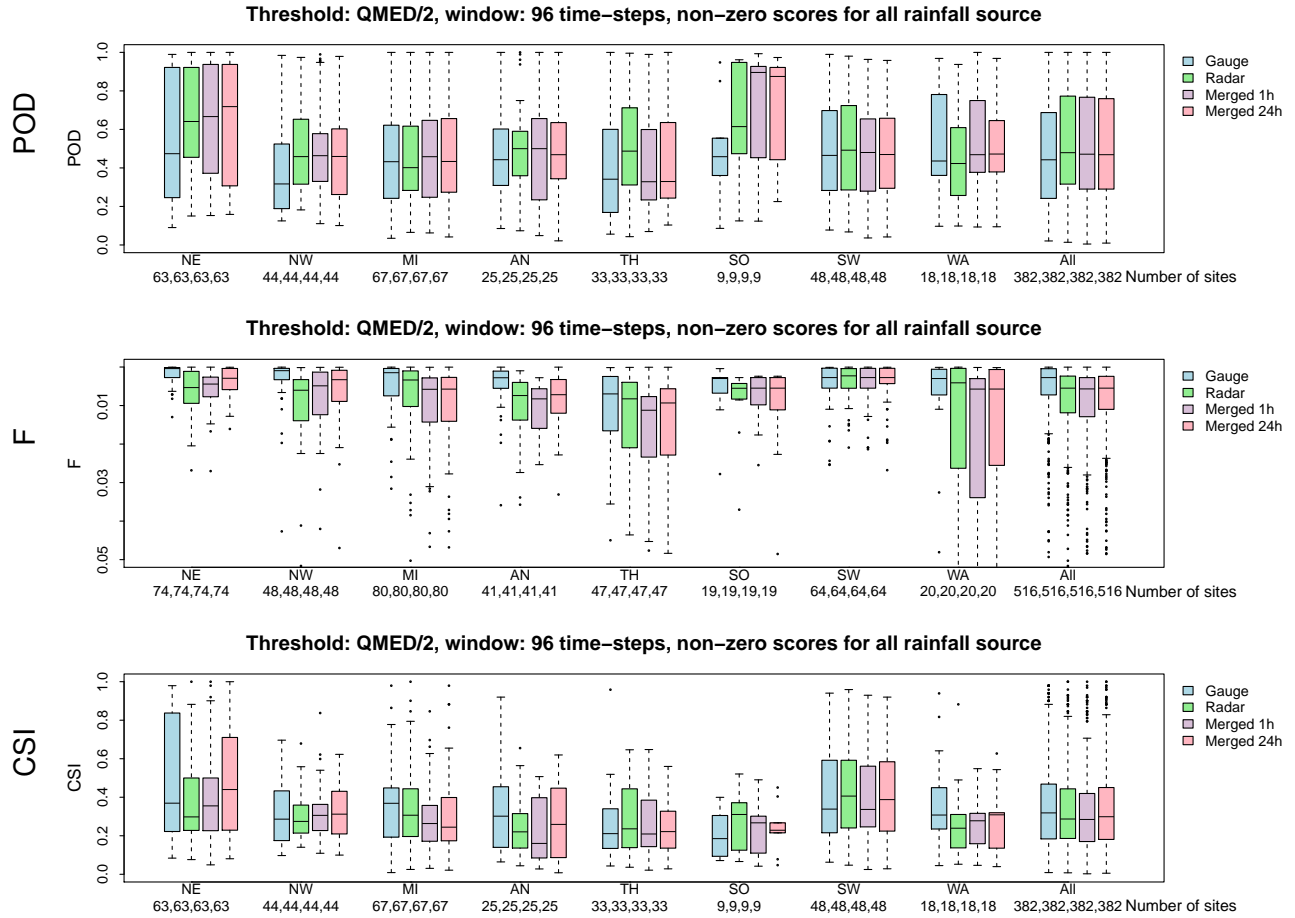 Threshold: QMED/2, window: 96 time−steps, non−zero scores for all rainfall source
POD
POD
0.0 0.2 0.4 0.6 0.8 1.0
Gauge
Radar
Merged 1h
Merged 24h
NE NW MI AN TH SO SW WA All
63,63,63,63 44,44,44,44 67,67,67,67 25,25,25,25 33,33,33,33 9,9,9,9 48,48,48,48 18,18,18,18 382,382,382,382 Number of sites
Threshold: QMED/2, window: 96 time−steps, non−zero scores for all rainfall source
F
F
0.05 0.03 0.01
Gauge
Radar
Merged 1h
Merged 24h
NE NW MI AN TH SO SW WA All
74,74,74,74 48,48,48,48 80,80,80,80 41,41,41,41 47,47,47,47 19,19,19,19 64,64,64,64 20,20,20,20 516,516,516,516 Number of sites
Threshold: QMED/2, window: 96 time−steps, non−zero scores for all rainfall source
CSI
CSI
0.0 0.2 0.4 0.6 0.8 1.0
Gauge
Radar
Merged 1h
Merged 24h
NE NW MI AN TH SO SW WA All
63,63,63,63 44,44,44,44 67,67,67,67 25,25,25,25 33,33,33,33 9,9,9,9 48,48,48,48 18,18,18,18 382,382,382,382 Number of sites